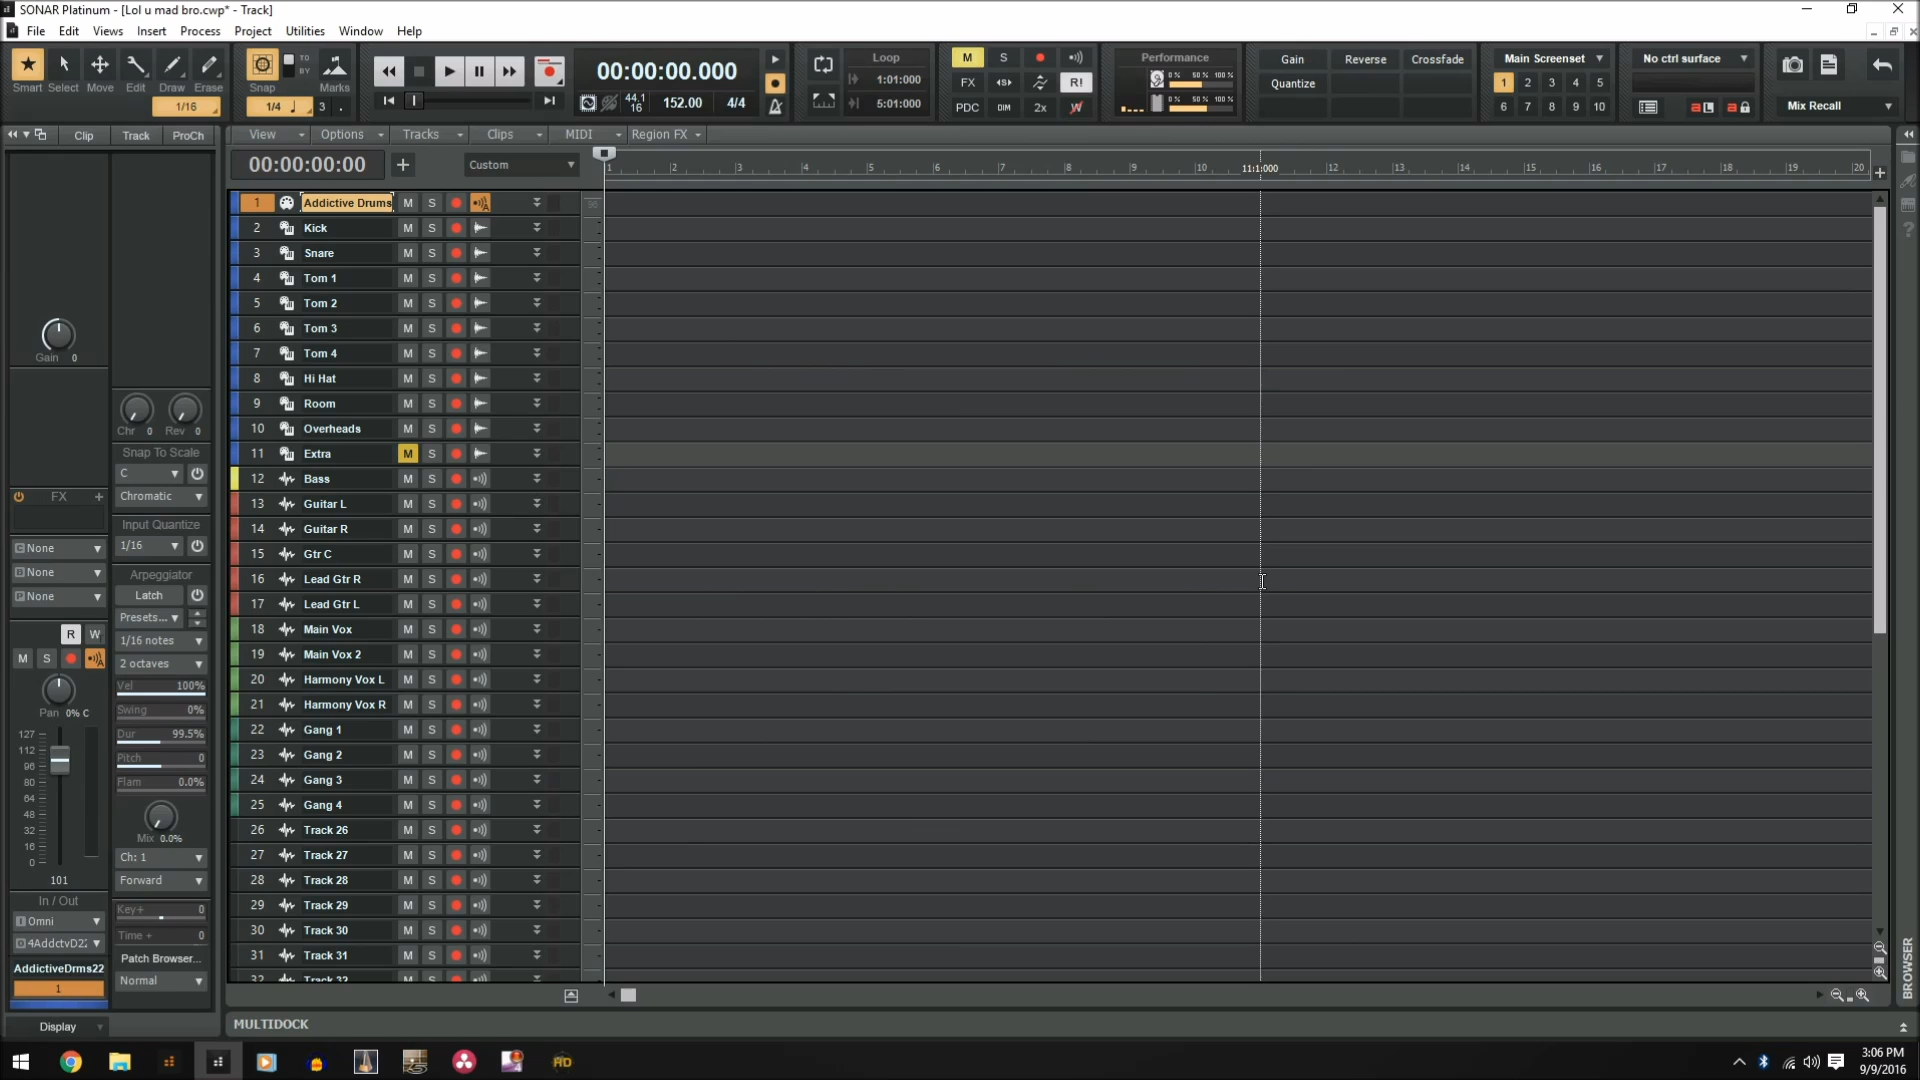 SONAR Platinum - [Lol u mad bro.cwp* - Track]
File Edit Views Insert Process Project Utilities Window Help
Smart Select Move Edit Draw Erase
1/16
Snap TO BY Marks
1/4 3
00:00:00.000
44.1 16 152.00 4/4
Loop
1:01:000
5:01:000
M S
FX R!
PDC DIM 2x
Performance
0% 50% 100%
0% 50% 100%
Gain Reverse Crossfade
Quantize
Main Screenset
1 2 3 4 5
6 7 8 9 10
No ctrl surface
Mix Recall
Clip Track ProCh
View Options Tracks Clips MIDI Region FX
00:00:00:00 Custom
1 2 3 4 5 6 7 8 9 10 11:1:000 12 13 14 15 16 17 18 19 20
1 Addictive Drums M S
2 Kick M S
3 Snare M S
4 Tom 1 M S
5 Tom 2 M S
6 Tom 3 M S
7 Tom 4 M S
8 Hi Hat M S
9 Room M S
10 Overheads M S
11 Extra M S
12 Bass M S
13 Guitar L M S
14 Guitar R M S
15 Gtr C M S
16 Lead Gtr R M S
17 Lead Gtr L M S
18 Main Vox M S
19 Main Vox 2 M S
20 Harmony Vox L M S
21 Harmony Vox R M S
22 Gang 1 M S
23 Gang 2 M S
24 Gang 3 M S
25 Gang 4 M S
26 Track 26 M S
27 Track 27 M S
28 Track 28 M S
29 Track 29 M S
30 Track 30 M S
31 Track 31 M S
32 Track 32 M S
Gain 0
FX
None
None
None
R W
M S
Pan 0% C
127
112
96
80
64
48
32
16
0
101
In / Out
Omni
4AddctvD22
AddictiveDrms22
1
Display
Chr 0 Rev 0
Snap To Scale
C
Chromatic
Input Quantize
1/16
Arpeggiator
Latch
Presets...
1/16 notes
2 octaves
Vel 100%
Swing 0%
Dur 99.5%
Pitch 0
Flam 0.0%
Mix 0.0%
Ch: 1
Forward
Key+ 0
Time + 0
Patch Browser...
Normal
BROWSER
MULTIDOCK
3:06 PM
9/9/2016